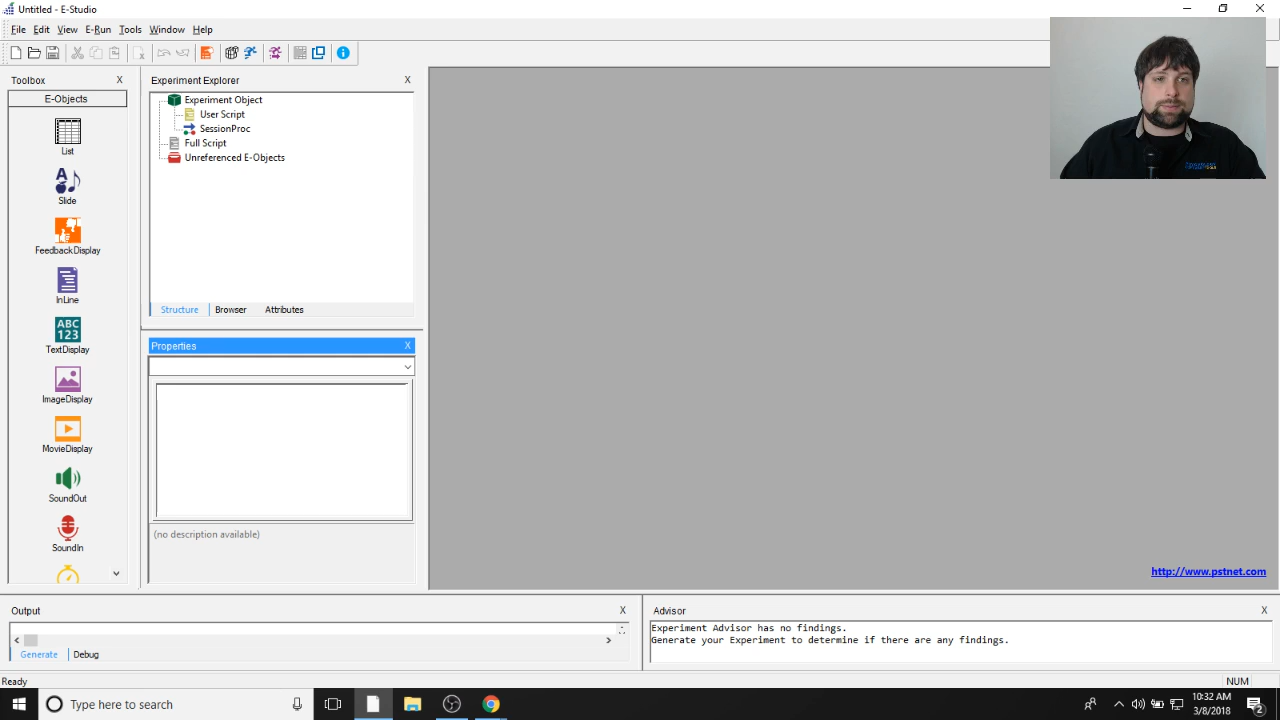 Untitled - E-Studio
File Edit View E-Run Tools Window Help
Toolbox X
E-Objects
List
Slide
FeedbackDisplay
InLine
ABC
123
TextDisplay
ImageDisplay
MovieDisplay
SoundOut
SoundIn
Experiment Explorer X
Experiment Object
User Script
SessionProc
Full Script
Unreferenced E-Objects
Structure Browser Attributes
Properties X
(no description available)
http://www.pstnet.com
Output X
Generate Debug
Advisor X
Experiment Advisor has no findings.
Generate your Experiment to determine if there are any findings.
Ready NUM
Type here to search
10:32 AM
3/8/2018
2